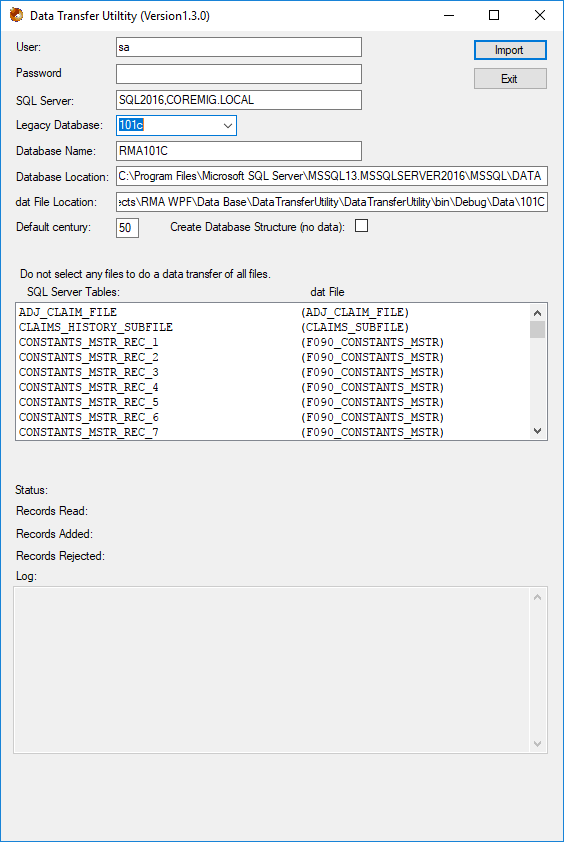 Data Transfer Utiltity (Version1.3.0)
User: sa Import
Password Exit
SQL Server: SQL2016,COREMIG.LOCAL
Legacy Database: 101c
Database Name: RMA101C
Database Location: C:\Program Files\Microsoft SQL Server\MSSQL13.MSSQLSERVER2016\MSSQL\DATA
dat File Location: ects\RMA WPF\Data Base\DataTransferUtility\DataTransferUtility\bin\Debug\Data\101C
Default century: 50 Create Database Structure (no data):
Do not select any files to do a data transfer of all files.
SQL Server Tables: dat File
ADJ_CLAIM_FILE (ADJ_CLAIM_FILE)
CLAIMS_HISTORY_SUBFILE (CLAIMS_SUBFILE)
CONSTANTS_MSTR_REC_1 (F090_CONSTANTS_MSTR)
CONSTANTS_MSTR_REC_2 (F090_CONSTANTS_MSTR)
CONSTANTS_MSTR_REC_3 (F090_CONSTANTS_MSTR)
CONSTANTS_MSTR_REC_4 (F090_CONSTANTS_MSTR)
CONSTANTS_MSTR_REC_5 (F090_CONSTANTS_MSTR)
CONSTANTS_MSTR_REC_6 (F090_CONSTANTS_MSTR)
CONSTANTS_MSTR_REC_7 (F090_CONSTANTS_MSTR)
Status:
Records Read:
Records Added:
Records Rejected:
Log: